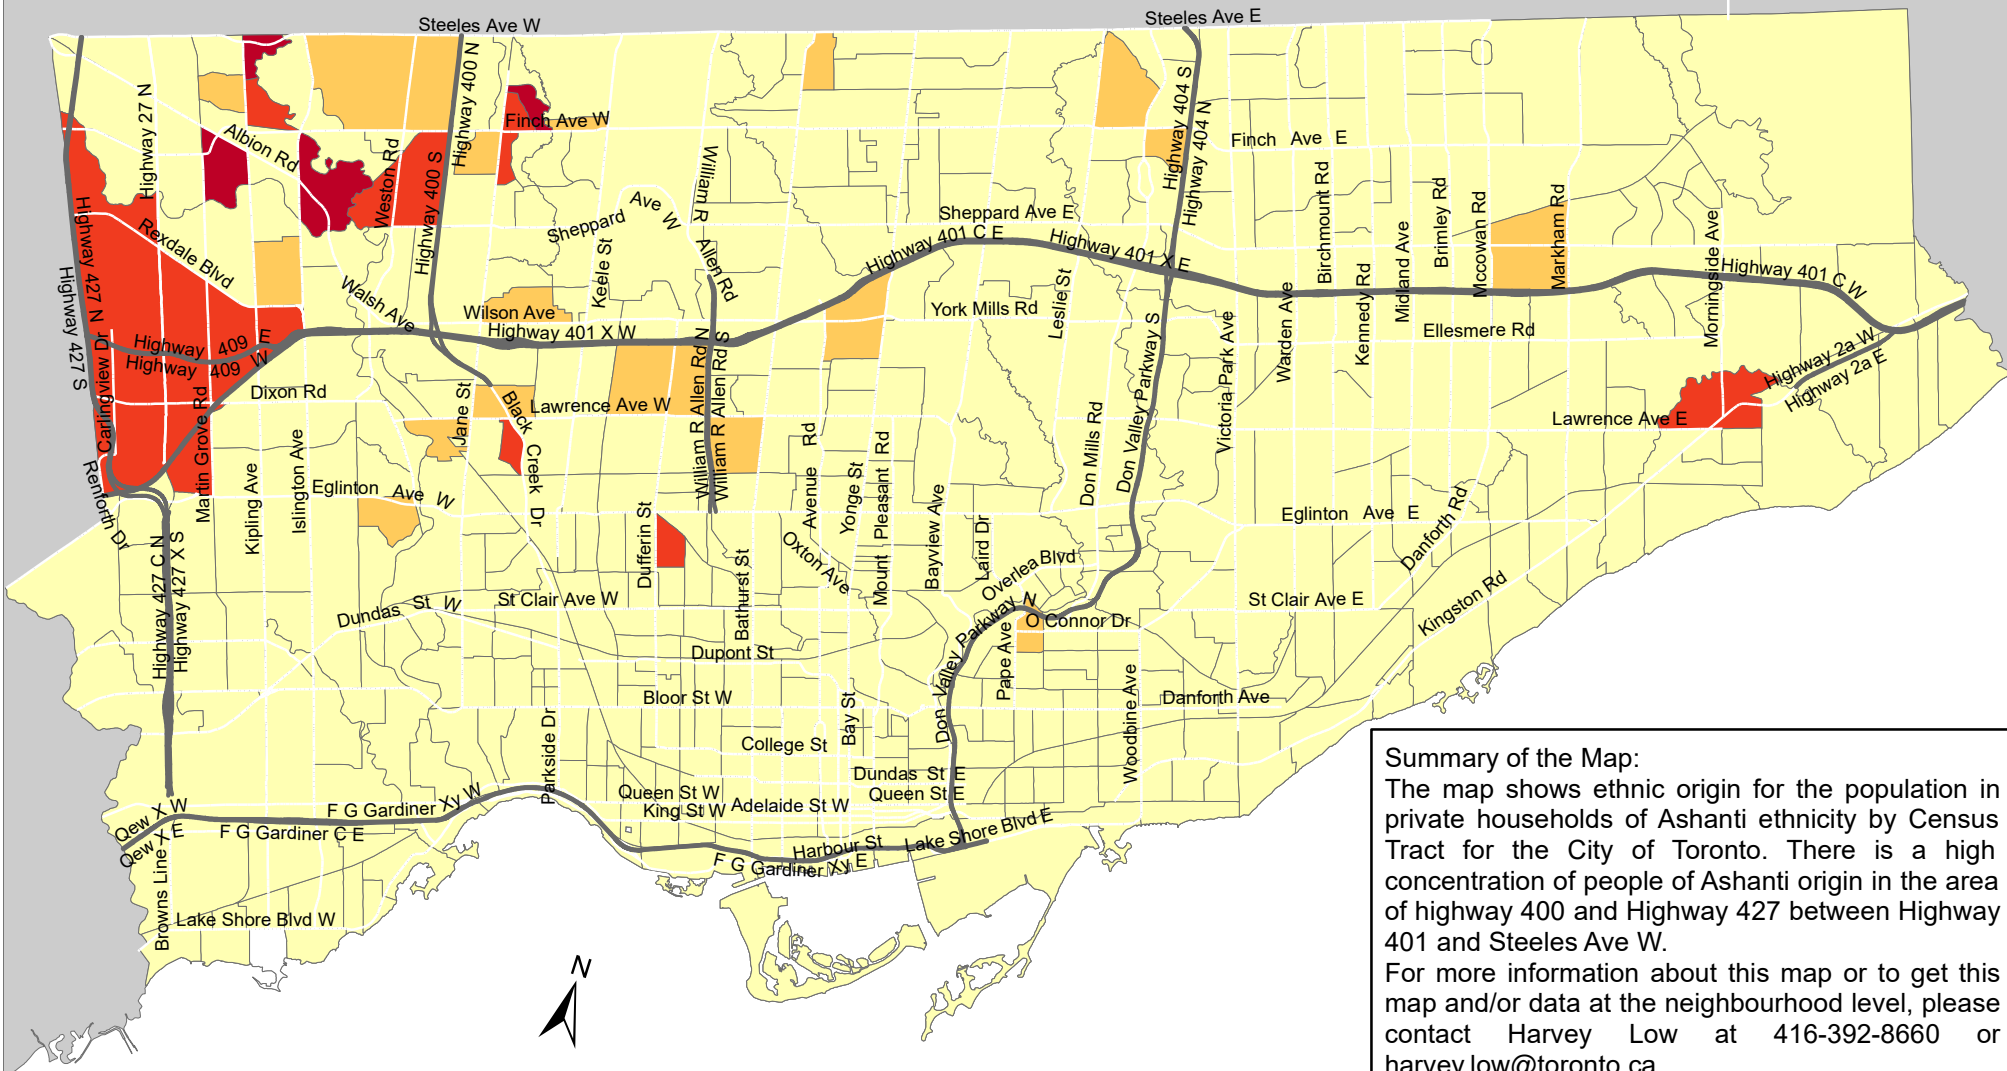 Steeles Ave W
Steeles Ave E
Highway 27 N
Albion Rd
Weston Rd
Highway 400 N
Highway 400 S
Finch Ave W
William R Allen Rd
Highway 404 S
Highway 404 N
Finch Ave E
Sheppard Ave W
Keele St
Sheppard Ave E
Highway 401 C E
Highway 401 X E
Birchmount Rd
Midland Ave
Brimley Rd
Mccowan Rd
Markham Rd
Morningside Ave
Highway 401 C W
Highway 427 N
Highway 427 S
Rexdale Blvd
Walsh Ave
Wilson Ave
Highway 401 X W
Leslie St
York Mills Rd
Warden Ave
Kennedy Rd
Ellesmere Rd
Highway 2a W
Highway 2a E
Highway 409 E
Highway 409 W
Carlingview Dr
Martin Grove Rd
Dixon Rd
Jane St
Black Creek Dr
Lawrence Ave W
William R Allen Rd N
William R Allen Rd S
Don Valley Parkway S
Victoria Park Ave
Lawrence Ave E
Renforth Dr
Kipling Ave
Islington Ave
Eglinton Ave W
Dufferin St
Avenue Rd
Yonge St
Mount Pleasant Rd
Bayview Ave
Laird Dr
Don Mills Rd
Eglinton Ave E
Danforth Rd
Highway 427 C N
Highway 427 X S
Dundas St W
St Clair Ave W
Bathurst St
Oxton Ave
Overlea Blvd
Don Valley Parkway N
O Connor Dr
St Clair Ave E
Kingston Rd
Dupont St
Pape Ave
Bloor St W
Bay St
Woodbine Ave
Danforth Ave
Parkside Dr
College St
Dundas St E
Queen St E
Queen St W
King St W
Adelaide St W
Qew X W
Qew X E
F G Gardiner Xy W
F G Gardiner C E
Harbour St
Lake Shore Blvd E
F G Gardiner Xy E
Browns Line
Lake Shore Blvd W
N
Summary of the Map:
The map shows ethnic origin for the population in
private households of Ashanti ethnicity by Census
Tract for the City of Toronto. There is a high
concentration of people of Ashanti origin in the area
of highway 400 and Highway 427 between Highway
401 and Steeles Ave W.
For more information about this map or to get this
map and/or data at the neighbourhood level, please
contact Harvey Low at 416-392-8660 or
harvey.low@toronto.ca